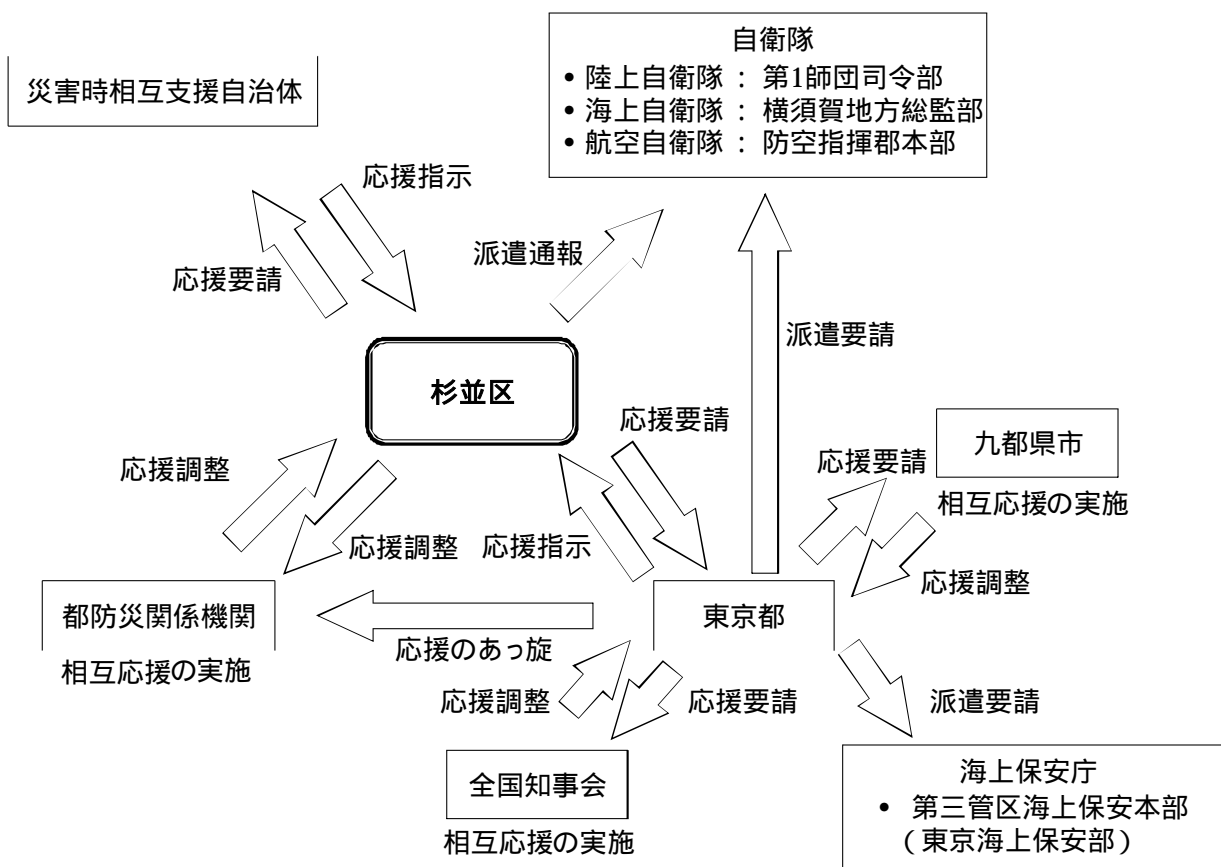 自衛隊
• 陸上自衛隊 : 第1師団司令部
• 海上自衛隊 : 横須賀地方総監部
• 航空自衛隊 : 防空指揮郡本部
災害時相互支援自治体
応援指示
応援要請
派遣通報
派遣要請
杉並区
応援要請
九都県市
応援要請
相互応援の実施
応援調整
応援調整
応援指示
応援調整
都防災関係機関
相互応援の実施
東京都
応援のあっ旋
応援調整
応援要請
派遣要請
全国知事会
相互応援の実施
海上保安庁
• 第三管区海上保安本部
(東京海上保安部)